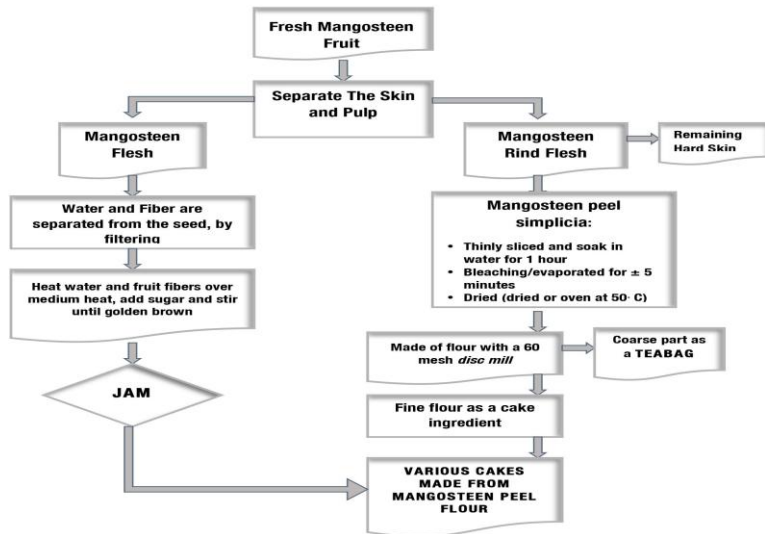 Fresh Mangosteen
Fruit
Separate The Skin
and Pulp
Mangosteen
Flesh
Mangosteen
Rind Flesh
Remaining
Hard Skin
Water and Fiber are
separated from the seed, by
filtering
Mangosteen peel
simplicia:
• Thinly sliced and soak in
water for 1 hour
• Bleaching/evaporated for ± 5
minutes
• Dried (dried or oven at 50· C)
Heat water and fruit fibers over
medium heat, add sugar and stir
until golden brown
Made of flour with a 60
mesh disc mill
Coarse part as
a TEABAG
JAM
Fine flour as a cake
ingredient
VARIOUS CAKES
MADE FROM
MANGOSTEEN PEEL
FLOUR